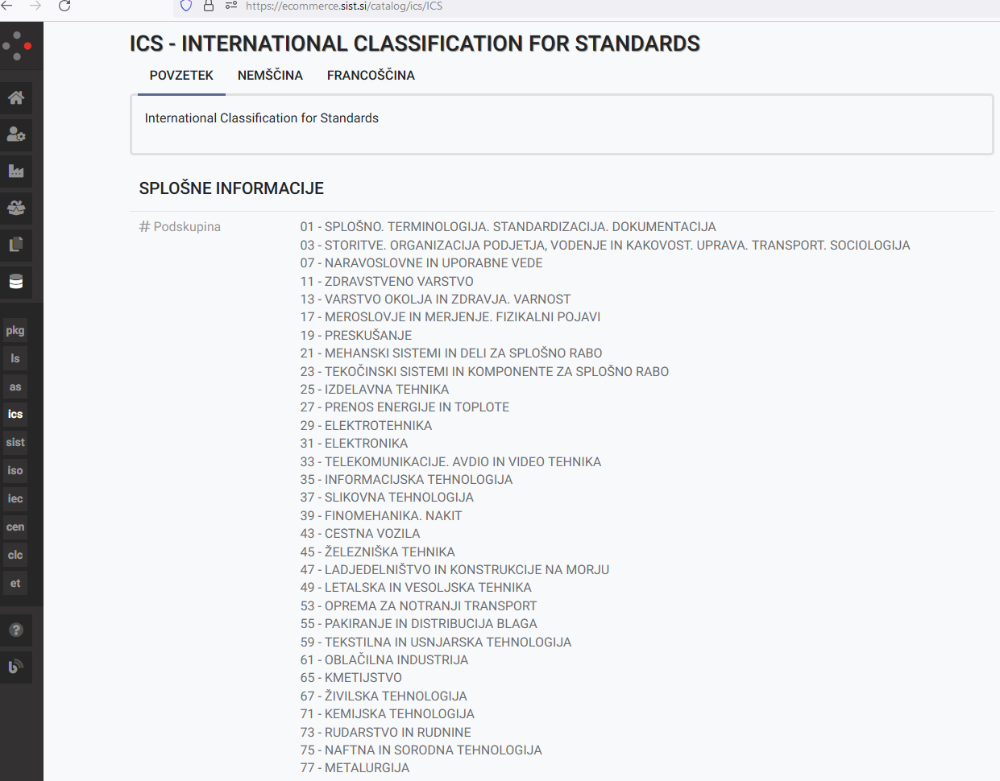 https://ecommerce.sist.si/catalog/ics/ICS
ICS - INTERNATIONAL CLASSIFICATION FOR STANDARDS
POVZETEK NEMŠČINA FRANCOŠČINA
International Classification for Standards
SPLOŠNE INFORMACIJE
# Podskupina
01 - SPLOŠNO. TERMINOLOGIJA. STANDARDIZACIJA. DOKUMENTACIJA
03 - STORITVE. ORGANIZACIJA PODJETJA, VODENJE IN KAKOVOST. UPRAVA. TRANSPORT. SOCIOLOGIJA
07 - NARAVOSLOVNE IN UPORABNE VEDE
11 - ZDRAVSTVENO VARSTVO
13 - VARSTVO OKOLJA IN ZDRAVJA. VARNOST
17 - MEROSLOVJE IN MERJENJE. FIZIKALNI POJAVI
19 - PRESKUŠANJE
21 - MEHANSKI SISTEMI IN DELI ZA SPLOŠNO RABO
23 - TEKOČINSKI SISTEMI IN KOMPONENTE ZA SPLOŠNO RABO
25 - IZDELAVNA TEHNIKA
27 - PRENOS ENERGIJE IN TOPLOTE
29 - ELEKTROTEHNIKA
31 - ELEKTRONIKA
33 - TELEKOMUNIKACIJE. AVDIO IN VIDEO TEHNIKA
35 - INFORMACIJSKA TEHNOLOGIJA
37 - SLIKOVNA TEHNOLOGIJA
39 - FINOMEHANIKA. NAKIT
43 - CESTNA VOZILA
45 - ŽELEZNIŠKA TEHNIKA
47 - LADJEDELNIŠTVO IN KONSTRUKCIJE NA MORJU
49 - LETALSKA IN VESOLJSKA TEHNIKA
53 - OPREMA ZA NOTRANJI TRANSPORT
55 - PAKIRANJE IN DISTRIBUCIJA BLAGA
59 - TEKSTILNA IN USNJARSKA TEHNOLOGIJA
61 - OBLAČILNA INDUSTRIJA
65 - KMETIJSTVO
67 - ŽIVILSKA TEHNOLOGIJA
71 - KEMIJSKA TEHNOLOGIJA
73 - RUDARSTVO IN RUDNINE
75 - NAFTNA IN SORODNA TEHNOLOGIJA
77 - METALURGIJA
pkg
ls
as
ics
sist
iso
iec
cen
clc
et